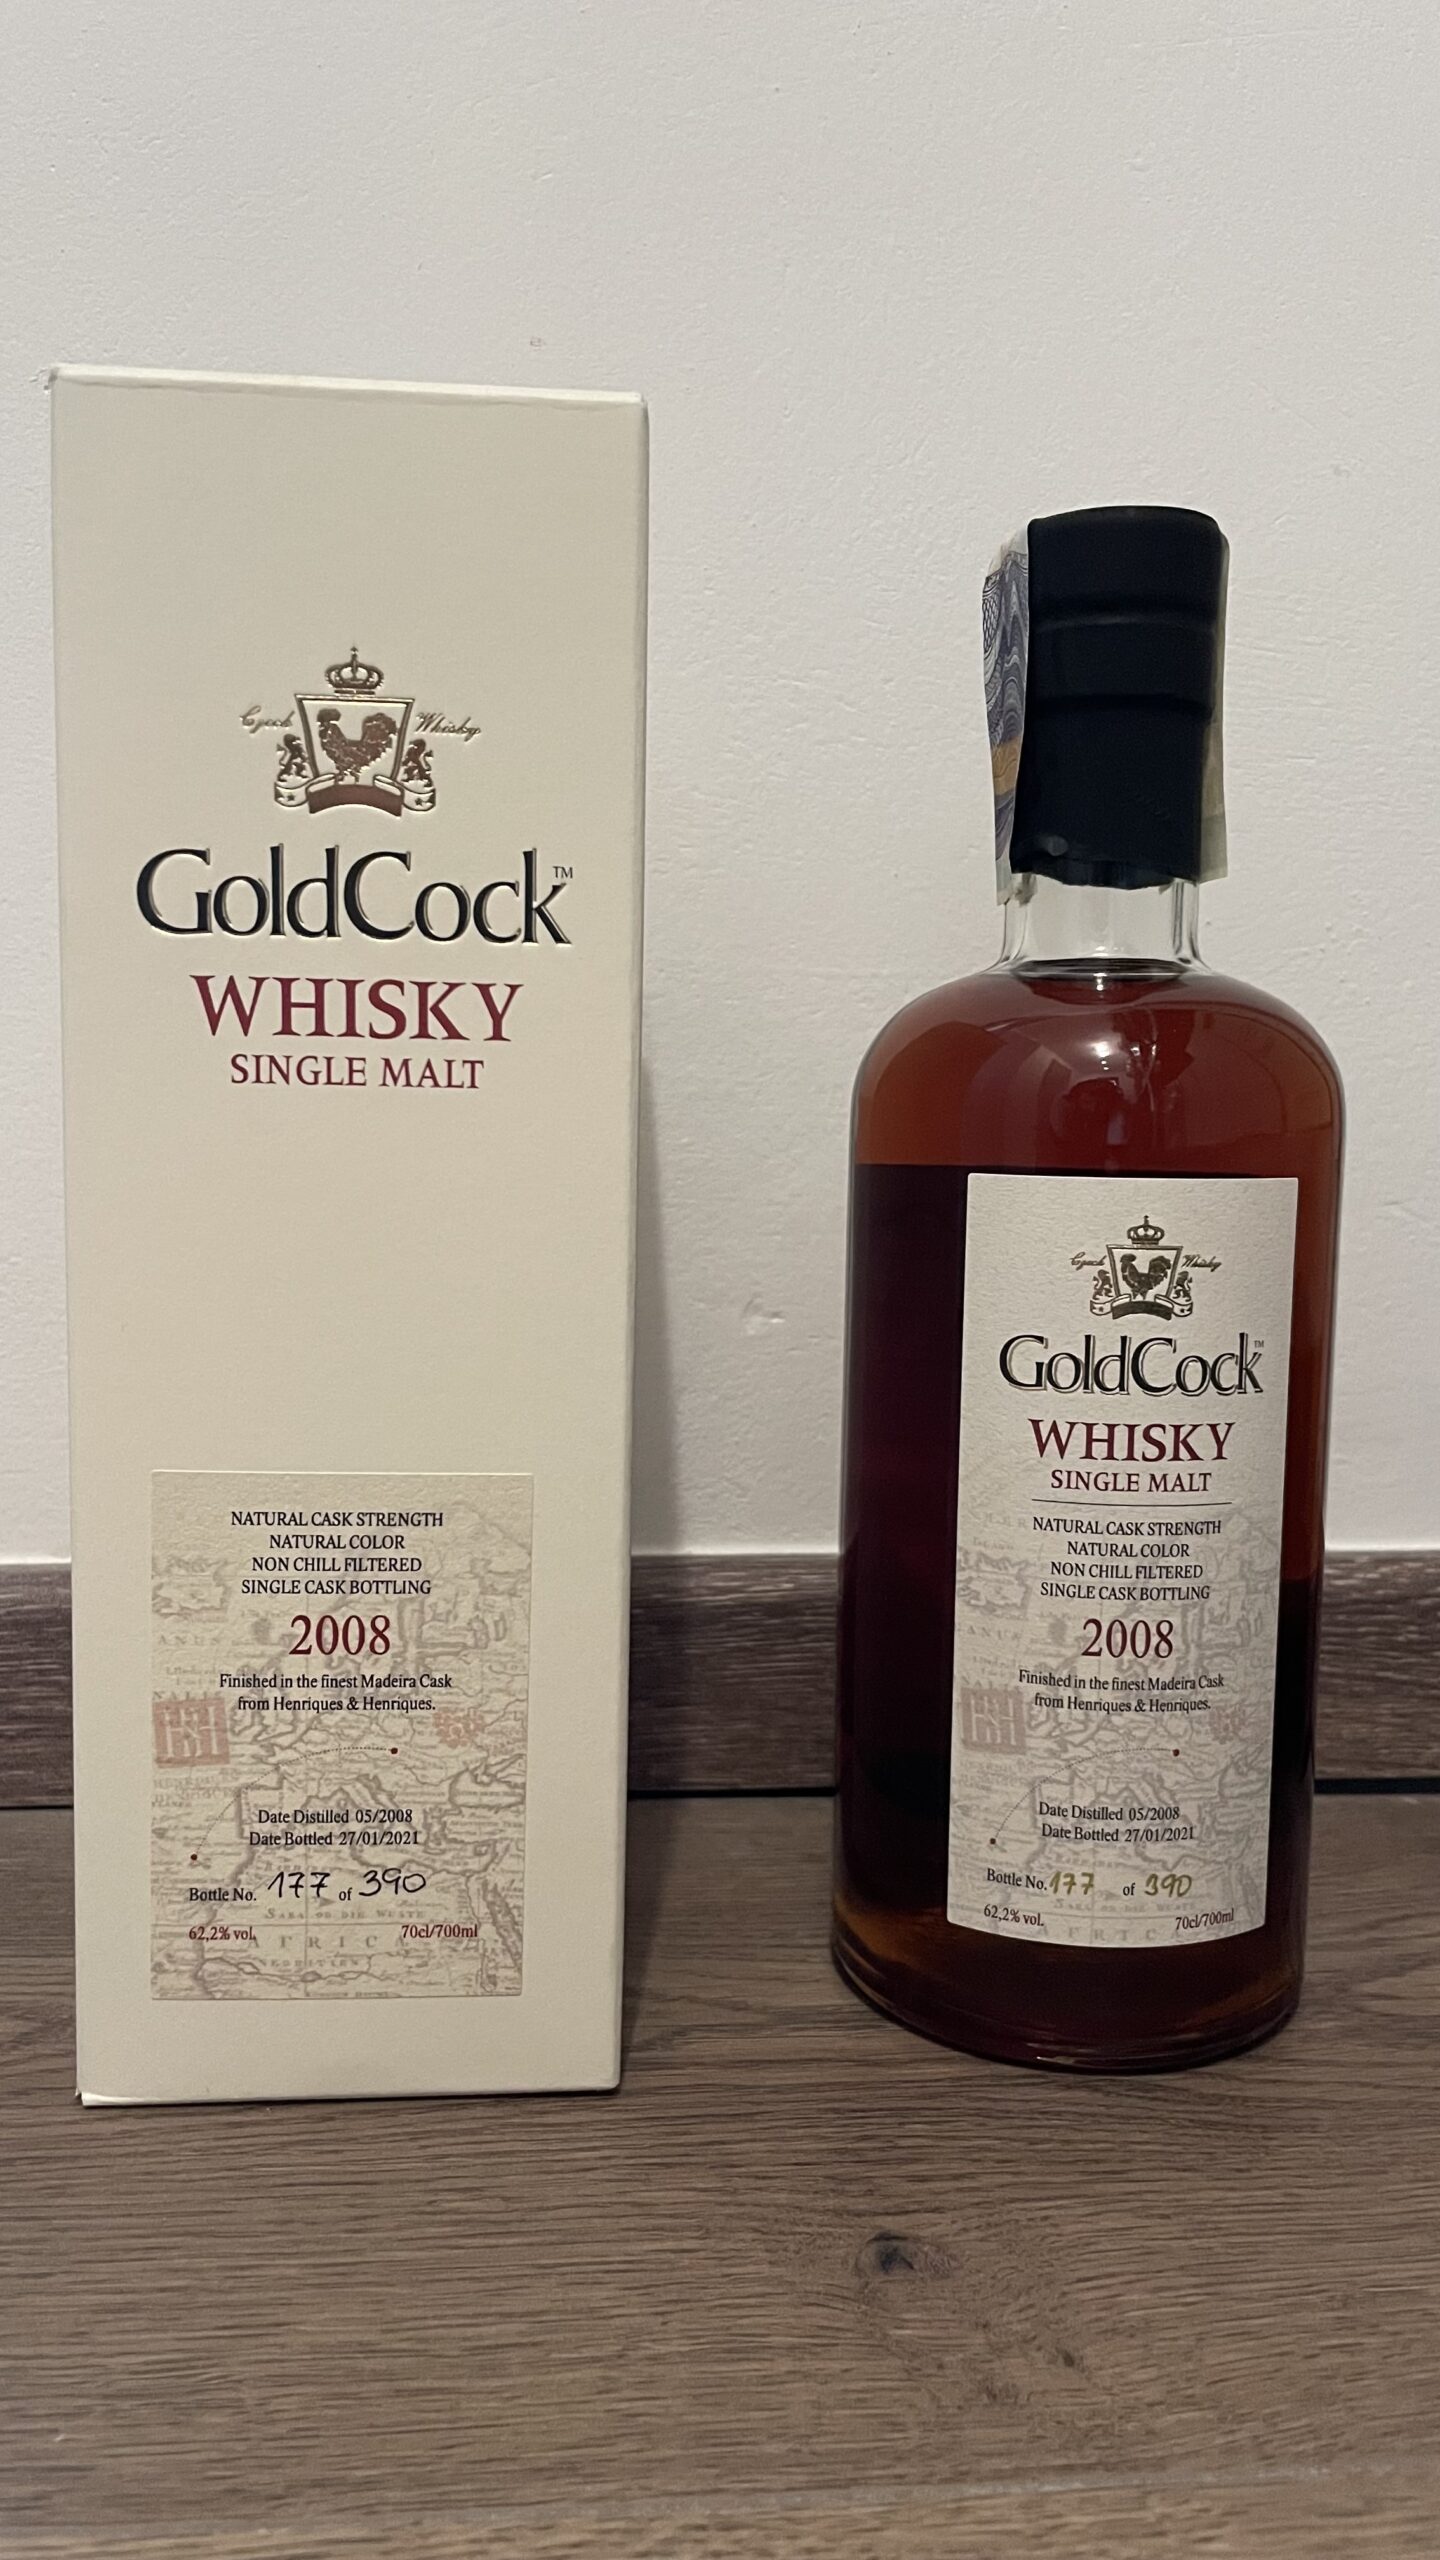 Czech Whisky
GoldCock™
WHISKY
SINGLE MALT
NATURAL CASK STRENGTH
NATURAL COLOR
NON CHILL FILTERED
SINGLE CASK BOTTLING
2008
Finished in the finest Madeira Cask
from Henriques & Henriques.
H&H
Date Distilled 05/2008
Date Bottled 27/01/2021
Bottle No. 177 of 390
AFRICA
62,2% vol. 70cl/700ml
Czech Whisky
GoldCock™
WHISKY
SINGLE MALT
NATURAL CASK STRENGTH
NATURAL COLOR
NON CHILL FILTERED
SINGLE CASK BOTTLING
2008
Finished in the finest Madeira Cask
from Henriques & Henriques.
Date Distilled 05/2008
Date Bottled 27/01/2021
Bottle No. 177 of 390
62,2% vol. 70cl/700ml